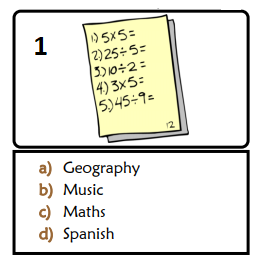 1
1) 5x5=
2) 25÷5=
3) 10÷2=
4.) 3x5=
5.) 45÷9=
12
a) Geography
b) Music
c) Maths
d) Spanish